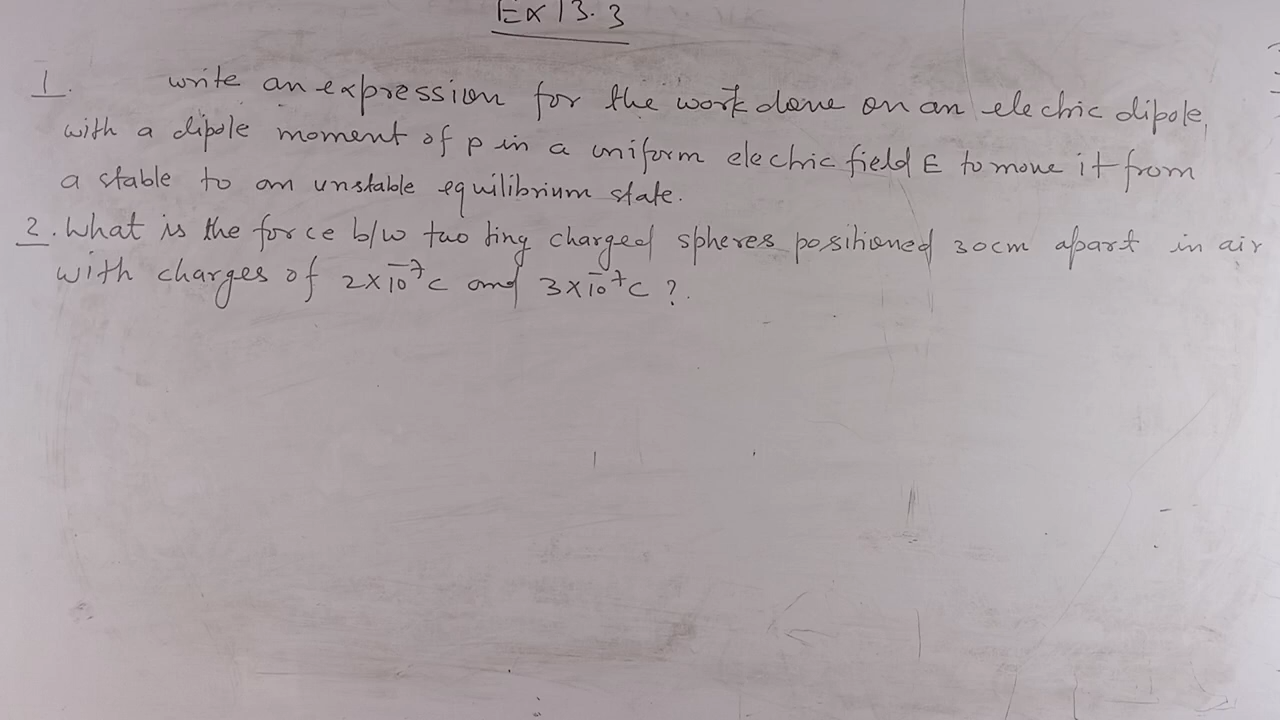 Ex 13.3
1. write an expression for the work done on an electric dipole,
with a dipole moment of p in a uniform electric field E to move it from
a stable to an unstable equilibrium state.
2. What is the force b/w two ting charged spheres positioned 30cm apart in air
with charges of 2×10⁻⁷c and 3×10⁻⁷c ?.